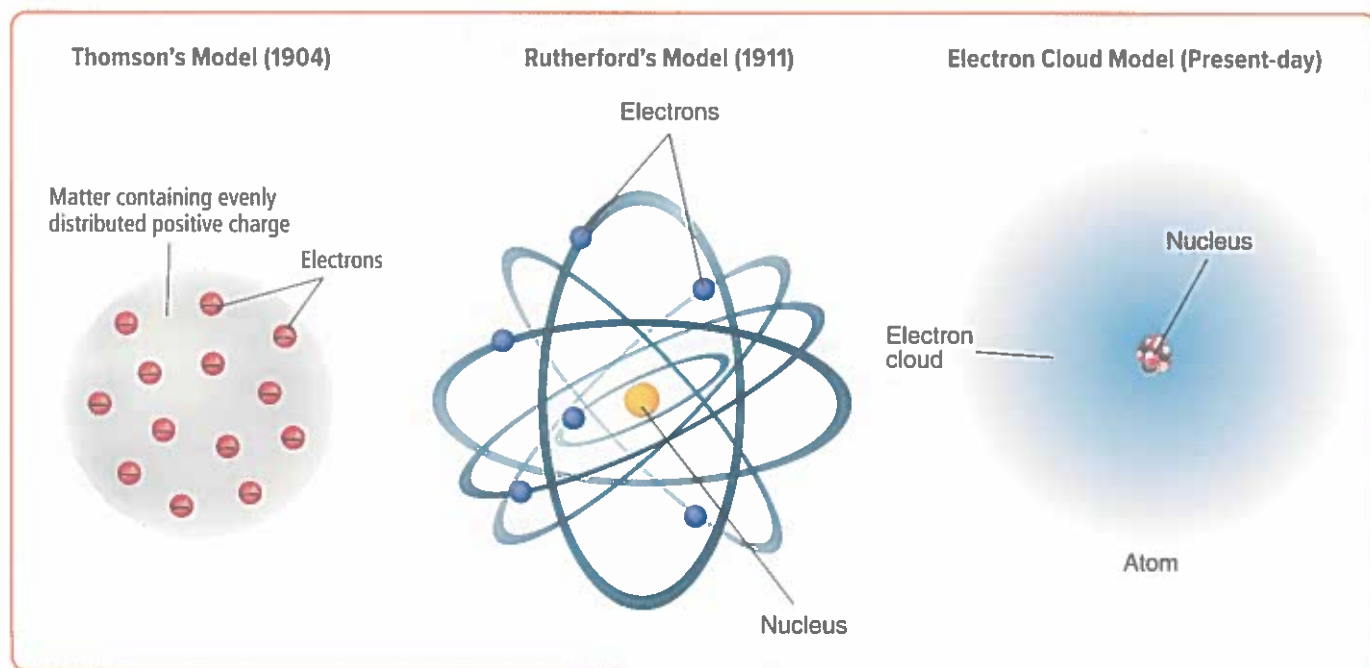 Thomson's Model (1904)
Matter containing evenly
distributed positive charge
Electrons
Rutherford's Model (1911)
Electrons
Nucleus
Electron Cloud Model (Present-day)
Nucleus
Electron
cloud
Atom